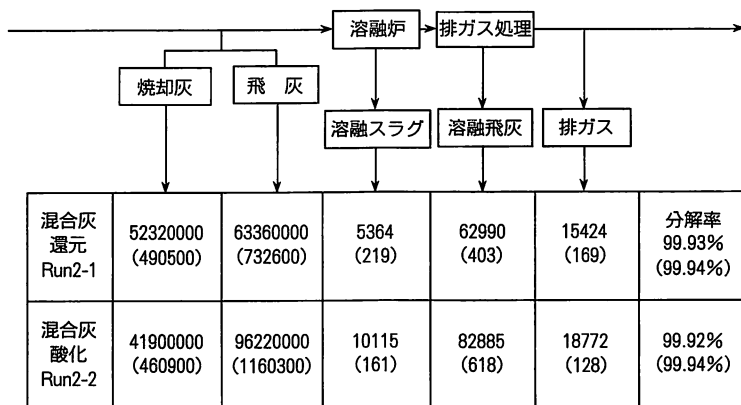 溶融炉
排ガス処理
焼却灰
飛 灰
溶融スラグ
溶融飛灰
排ガス
混合灰
還元
Run2-1
52320000
(490500)
63360000
(732600)
5364
(219)
62990
(403)
15424
(169)
分解率
99.93%
(99.94%)
混合灰
酸化
Run2-2
41900000
(460900)
96220000
(1160300)
10115
(161)
82885
(618)
18772
(128)
99.92%
(99.94%)